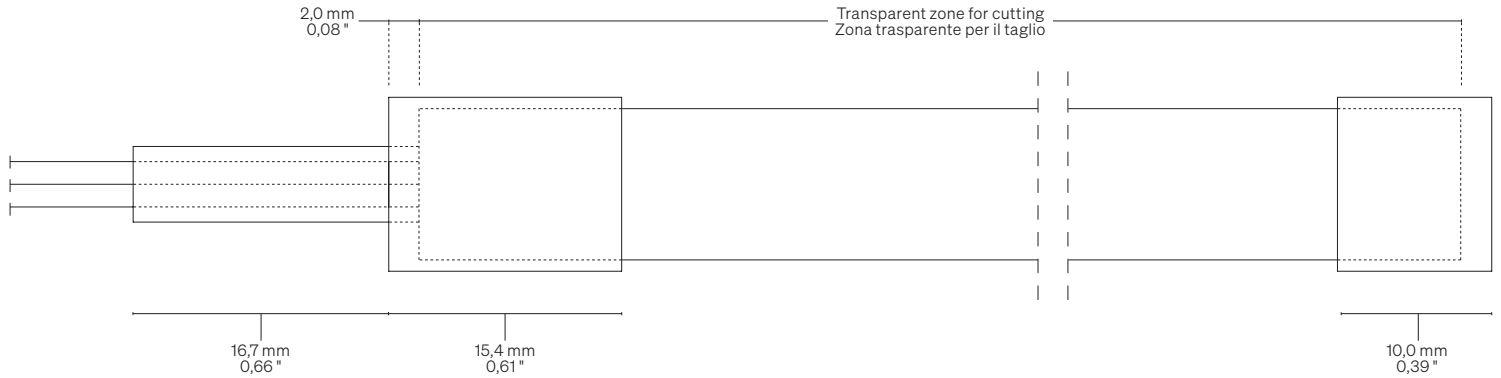 2,0 mm
0,08 "
Transparent zone for cutting
Zona trasparente per il taglio
16,7 mm
0,66 "
15,4 mm
0,61 "
10,0 mm
0,39 "